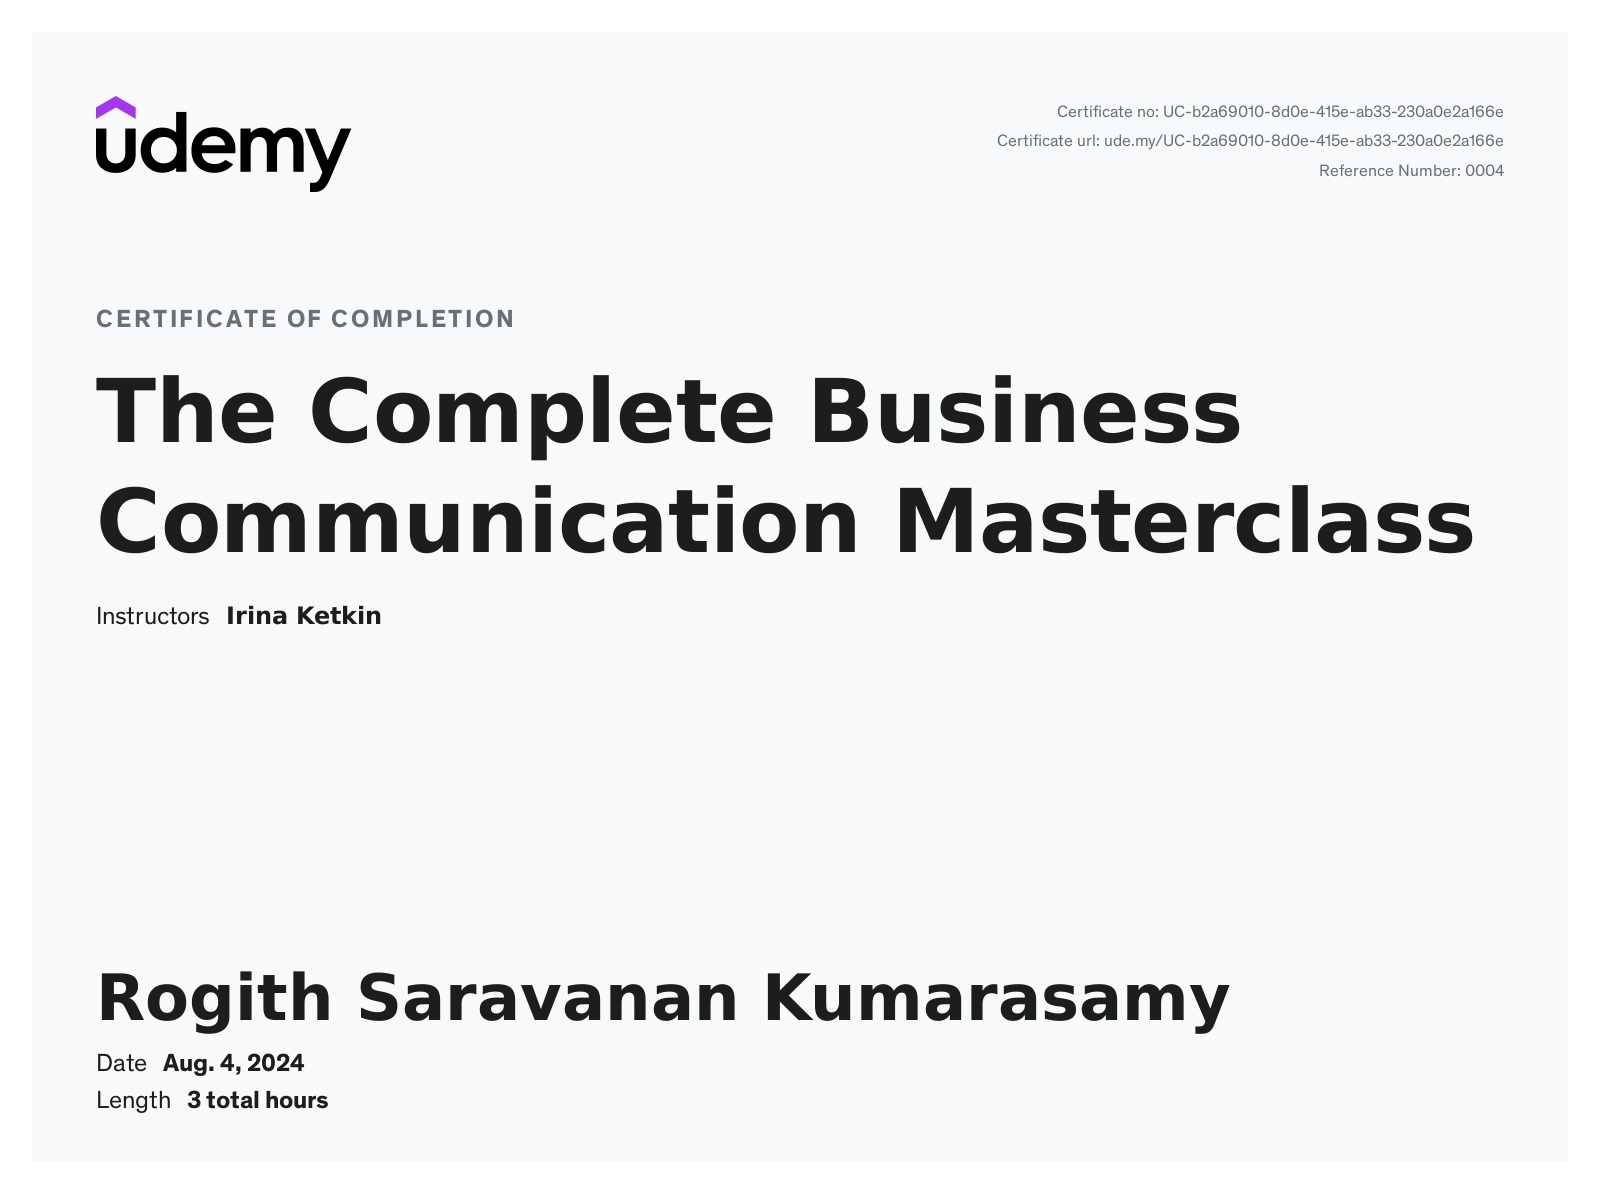 udemy
Certificate no: UC-b2a69010-8d0e-415e-ab33-230a0e2a166e
Certificate url: ude.my/UC-b2a69010-8d0e-415e-ab33-230a0e2a166e
Reference Number: 0004
CERTIFICATE OF COMPLETION
The Complete Business
Communication Masterclass
Instructors Irina Ketkin
Rogith Saravanan Kumarasamy
Date Aug. 4, 2024
Length 3 total hours